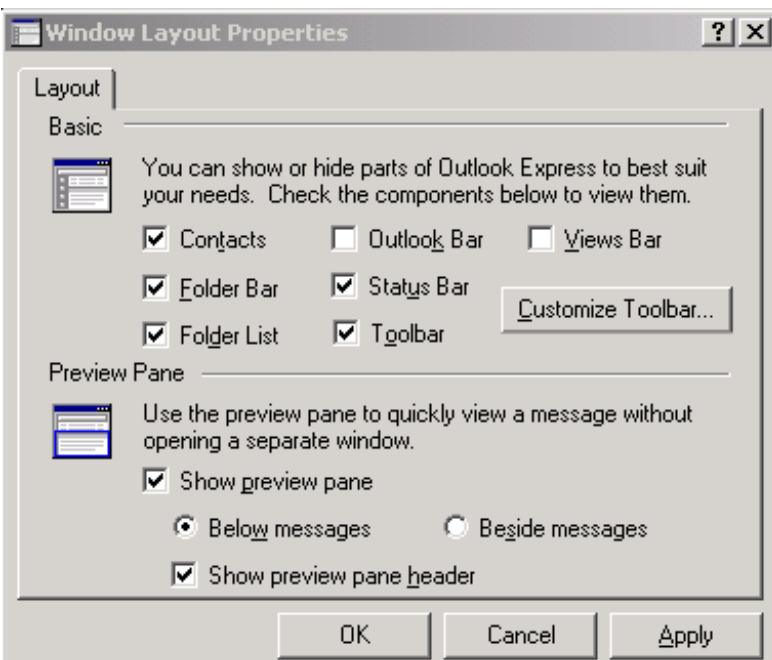 Window Layout Properties
Layout
Basic
You can show or hide parts of Outlook Express to best suit
your needs. Check the components below to view them.
Contacts Outlook Bar Views Bar
Folder Bar Status Bar
Customize Toolbar...
Folder List Toolbar
Preview Pane
Use the preview pane to quickly view a message without
opening a separate window.
Show preview pane
Below messages Beside messages
Show preview pane header
OK Cancel Apply